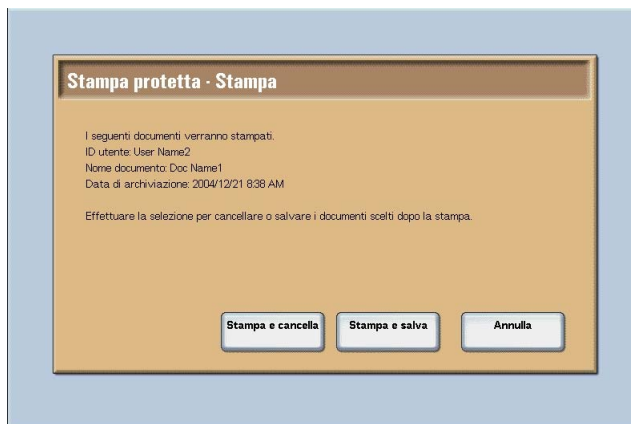 Stampa protetta - Stampa
I seguenti documenti verranno stampati.
ID utente: User Name2
Nome documento: Doc Name1
Data di archiviazione: 2004/12/21 8:38 AM
Effettuare la selezione per cancellare o salvare i documenti scelti dopo la stampa.
Stampa e cancella
Stampa e salva
Annulla